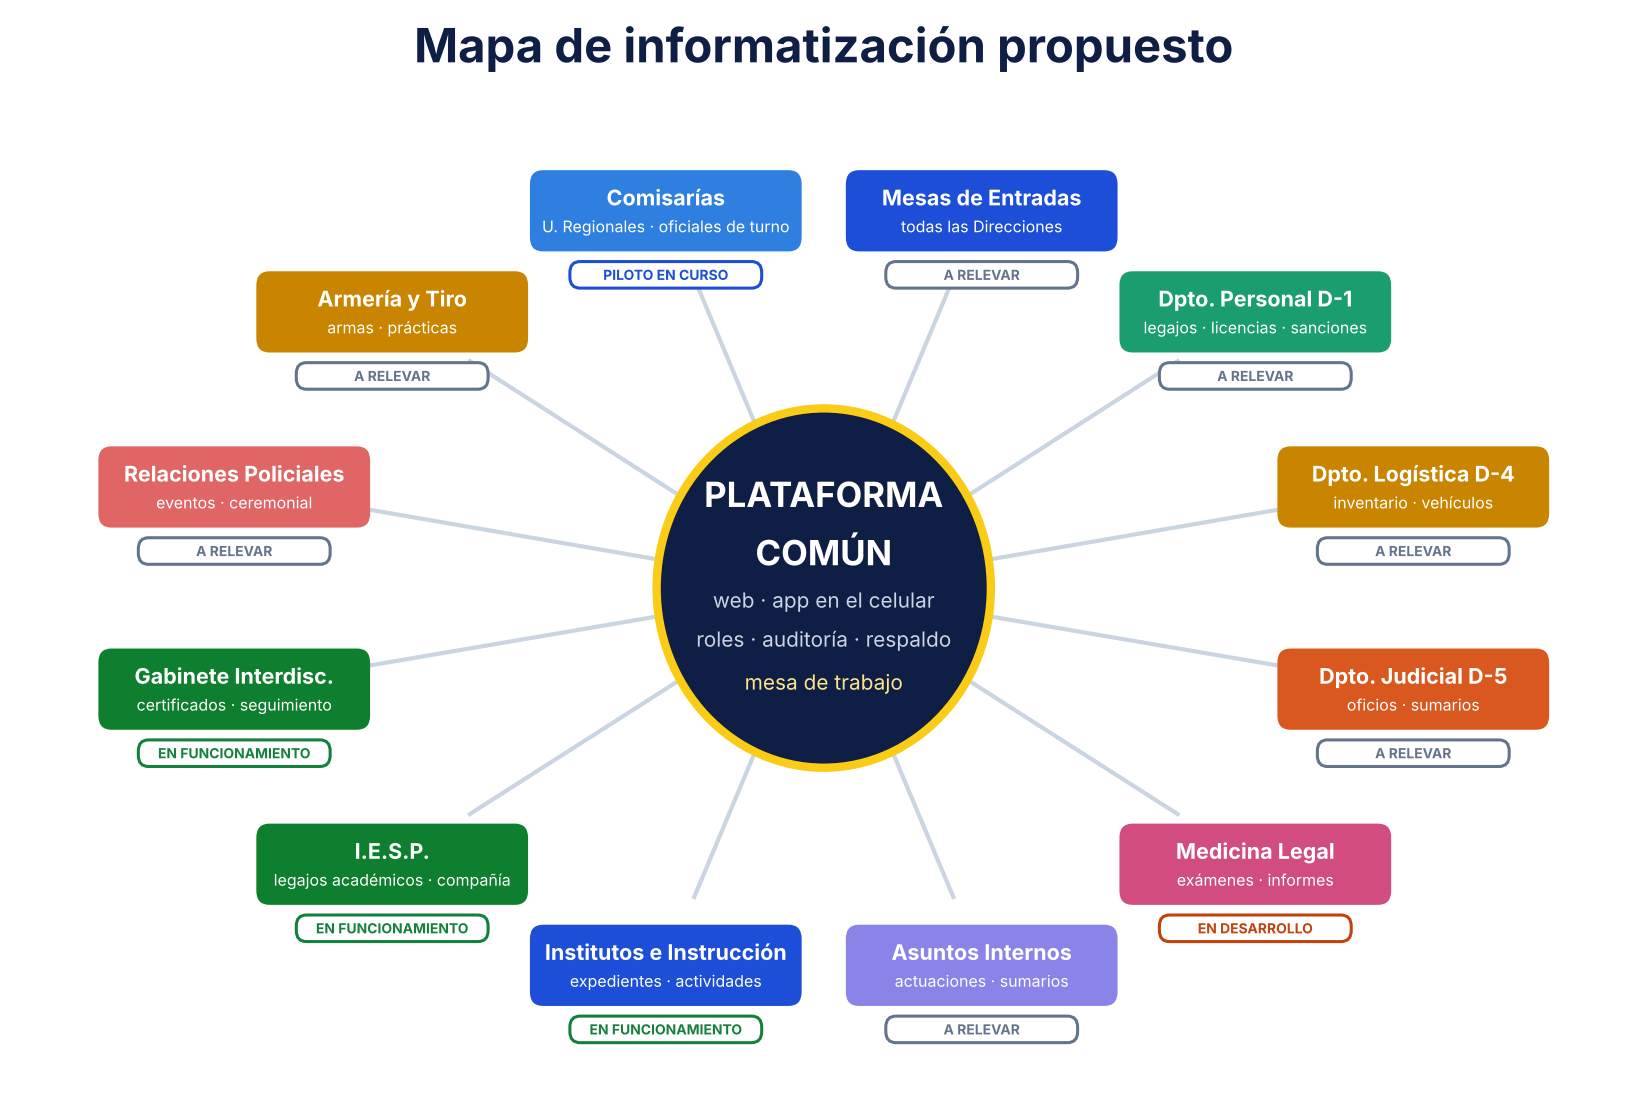 Mapa de informatización propuesto
Comisarías
U. Regionales · oficiales de turno
PILOTO EN CURSO
Mesas de Entradas
todas las Direcciones
A RELEVAR
Armería y Tiro
armas · prácticas
A RELEVAR
Dpto. Personal D-1
legajos · licencias · sanciones
A RELEVAR
Relaciones Policiales
eventos · ceremonial
A RELEVAR
PLATAFORMA
COMÚN
web · app en el celular
roles · auditoría · respaldo
mesa de trabajo
Dpto. Logística D-4
inventario · vehículos
A RELEVAR
Gabinete Interdisc.
certificados · seguimiento
EN FUNCIONAMIENTO
Dpto. Judicial D-5
oficios · sumarios
A RELEVAR
I.E.S.P.
legajos académicos · compañía
EN FUNCIONAMIENTO
Medicina Legal
exámenes · informes
EN DESARROLLO
Institutos e Instrucción
expedientes · actividades
EN FUNCIONAMIENTO
Asuntos Internos
actuaciones · sumarios
A RELEVAR